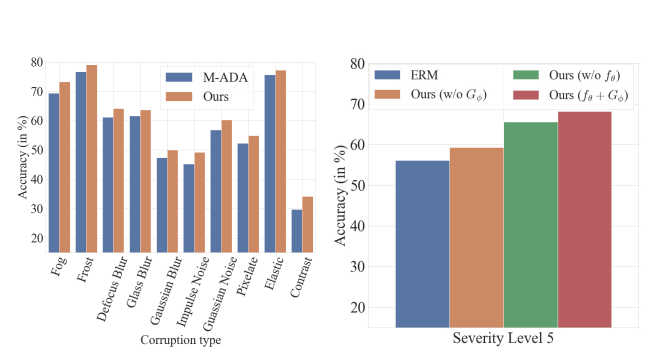 80
70
60
50
40
30
20
Accuracy (in %)
M-ADA
Ours
Fog
Frost
Defocus Blur
Glass Blur
Gaussian Blur
Impulse Noise
Guassian Noise
Pixelate
Elastic
Contrast
Corruption type
80
70
60
50
40
30
20
Accuracy (in %)
ERM
Ours (w/o Gϕ)
Ours (w/o fθ)
Ours (fθ + Gϕ)
Severity Level 5